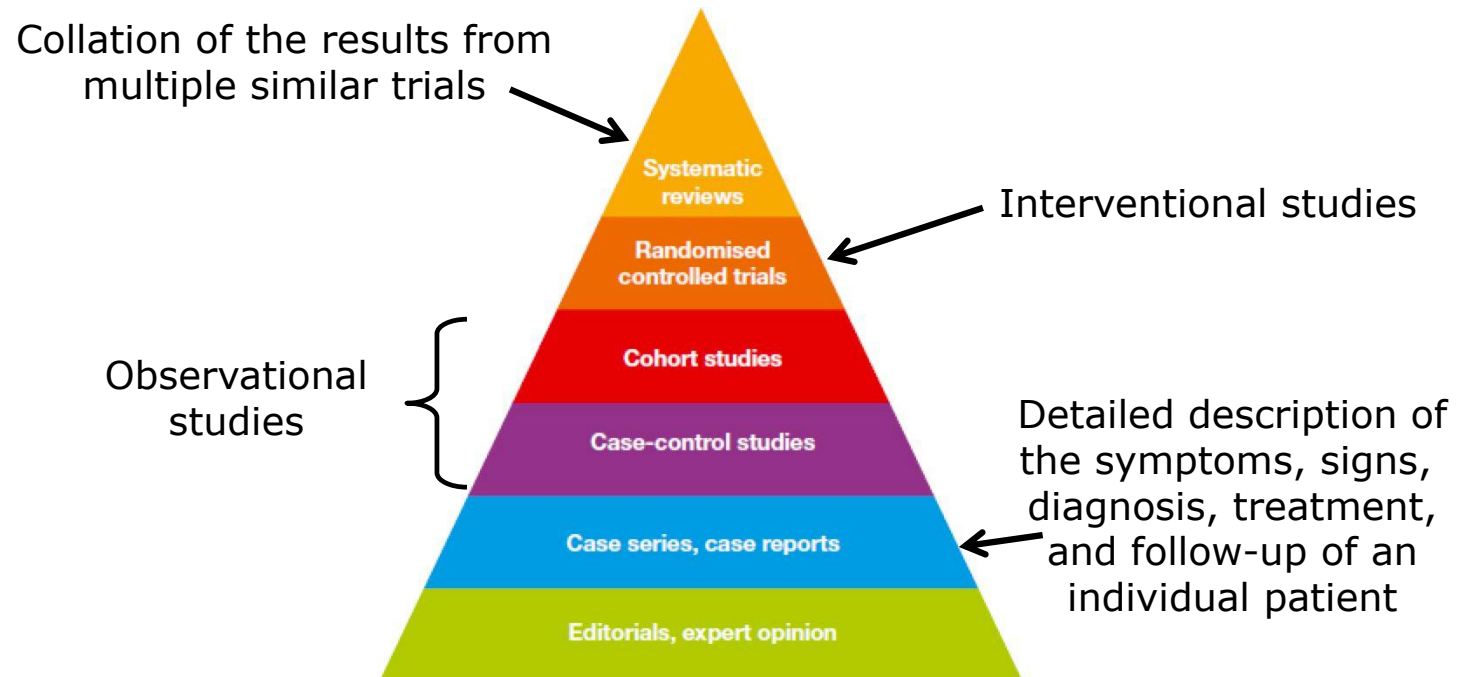 Collation of the results from
multiple similar trials
Systematic
reviews
Interventional studies
Randomised
controlled trials
Observational
studies
Cohort studies
Case-control studies
Detailed description of
the symptoms, signs,
diagnosis, treatment,
and follow-up of an
individual patient
Case series, case reports
Editorials, expert opinion